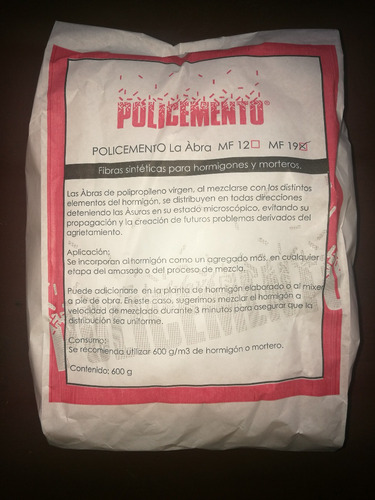 POLICEMENTO®
POLICEMENTO La Àbra MF 12 MF 19
Fibras sintéticas para hormigones y morteros.
Las Àbras de polipropileno virgen, al mezclarse con los distintos
elementos del hormigón, se distribuyen en todas direcciones
deteniendo las Àsuras en su estado microscópico, evitando su
propagación y la creación de futuros problemas derivados del
agrietamiento.
Aplicación:
Se incorporan al hormigón como un agregado más, en cualquier
etapa del amasado o del proceso de mezcla.
Puede adicionarse en la planta de hormigón elaborado o al mixer
a pie de obra. En este caso, sugerimos mezclar el hormigón a
velocidad de mezclado durante 3 minutos para asegurar que la
distribución sea uniforme.
Consumo:
Se recomienda utilizar 600 g/m3 de hormigón o mortero.
Contenido: 600 g